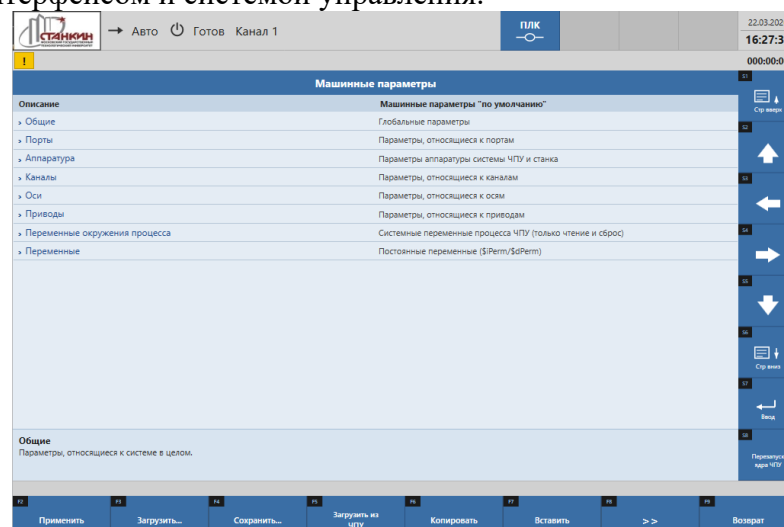 терфейсом и системой управления.
СТАНКИН
→ Авто Готов Канал 1
ПЛК
22.03.202
16:27:3
!
000:00:0
Машинные параметры
Описание Машинные параметры "по умолчанию"
› Общие Глобальные параметры
› Порты Параметры, относящиеся к портам
› Аппаратура Параметры аппаратуры системы ЧПУ и станка
› Каналы Параметры, относящиеся к каналам
› Оси Параметры, относящиеся к осям
› Приводы Параметры, относящиеся к приводам
› Переменные окружения процесса Системные переменные процесса ЧПУ (только чтение и сброс)
› Переменные Постоянные переменные ($iPerm/$dPerm)
S1
Стр вверх
S2
S3
S4
S5
S6
Стр вниз
S7
Ввод
S8
Перезапуск
ядра ЧПУ
Общие
Параметры, относящиеся к системе в целом.
F2 Применить
F3 Загрузить...
F4 Сохранить...
F5 Загрузить из
ЧПУ
F6 Копировать
F7 Вставить
F8 >>
F9 Возврат